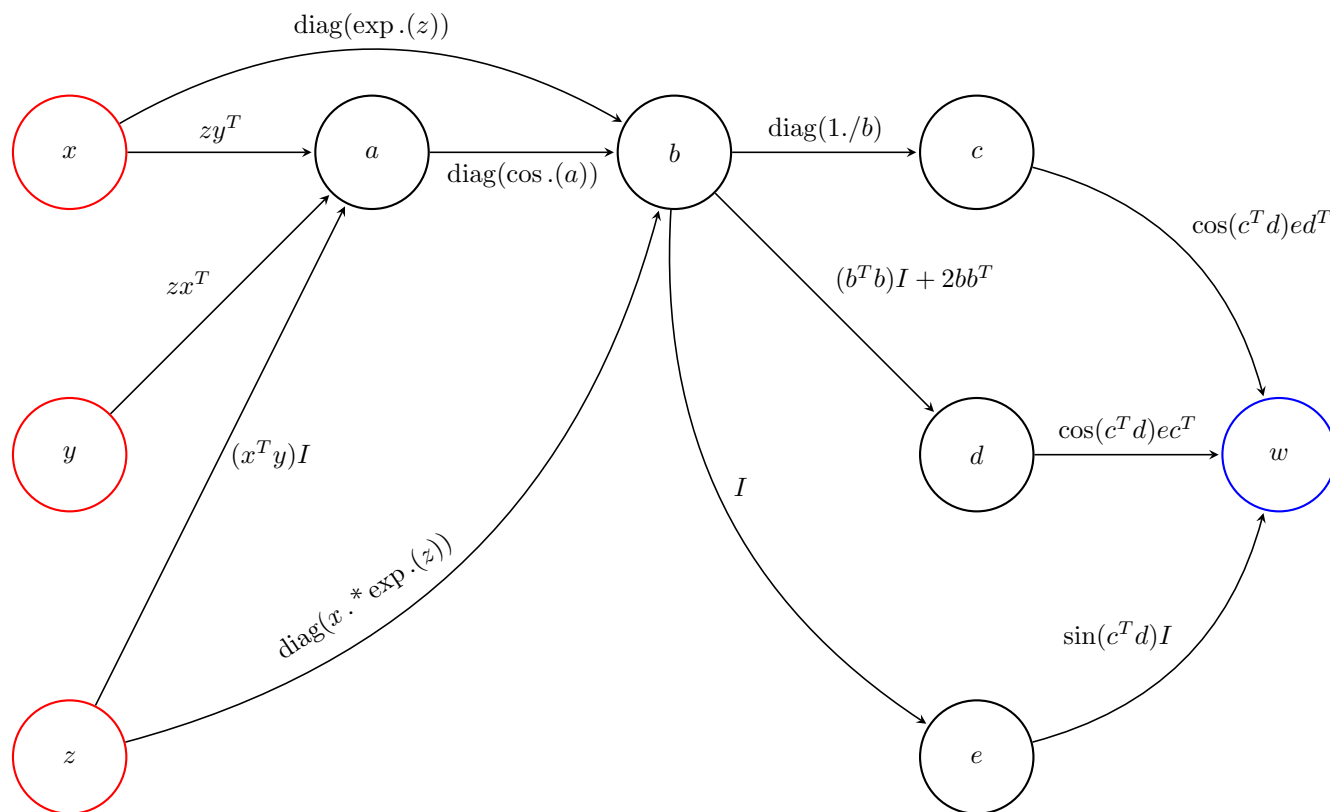 diag(exp .(z))
x
zy^T
a
diag(cos .(a))
b
diag(1./b)
c
cos(c^T d)ed^T
zx^T
(b^T b)I + 2bb^T
y
(x^T y)I
d
cos(c^T d)ec^T
w
I
diag(x .* exp .(z))
sin(c^T d)I
z
e